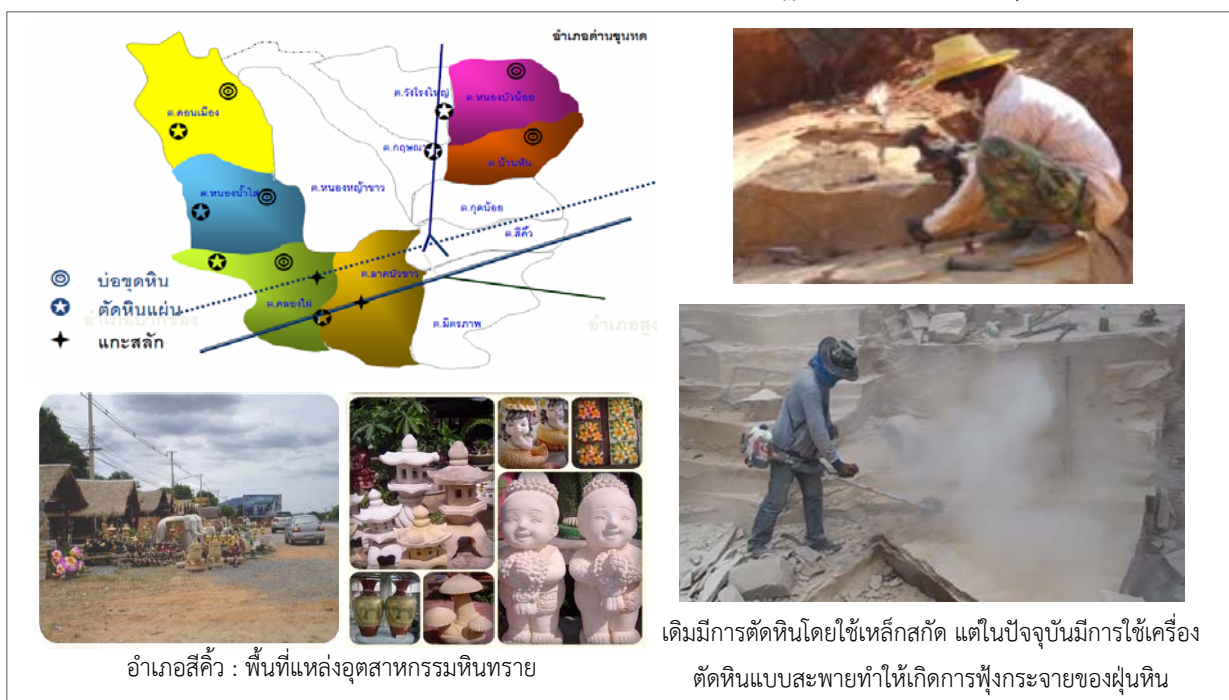 อำเภอด่านขุนทด
ต.วังโรงใหญ่
ต.หนองบัวน้อย
ต.ดอนเมือง
ต.กฤษณา
ต.บ้านหัน
ต.หนองน้ำใส
ต.หนองหญ้าขาว
ต.กุดน้อย
ต.สีคิ้ว
ต.ลาดบัวขาว
บ่อขุดหิน
ตัดหินแผ่น
ต.คลองไผ่
ต.มิตรภาพ
อำเภอปากช่อง
อำเภอสูง
แกะสลัก
อำเภอสีคิ้ว : พื้นที่แหล่งอุตสาหกรรมหินทราย
เดิมมีการตัดหินโดยใช้เหล็กสกัด แต่ในปัจจุบันมีการใช้เครื่อง
ตัดหินแบบสะพายทำให้เกิดการฟุ้งกระจายของฝุ่นหิน